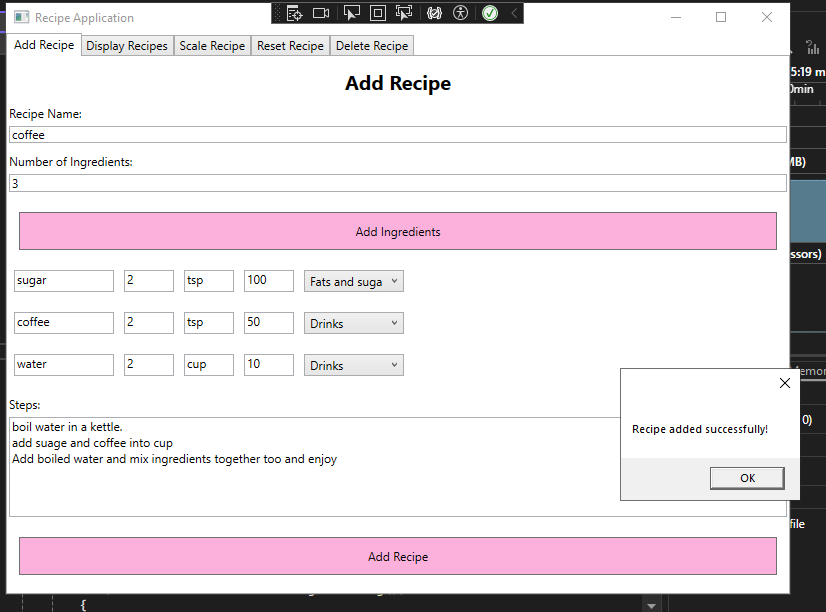 Recipe Application
Add Recipe Display Recipes Scale Recipe Reset Recipe Delete Recipe
Add Recipe
Recipe Name:
coffee
Number of Ingredients:
3
Add Ingredients
sugar 2 tsp 100 Fats and suga
coffee 2 tsp 50 Drinks
water 2 cup 10 Drinks
Steps:
boil water in a kettle.
add suage and coffee into cup
Add boiled water and mix ingredients together too and enjoy
Recipe added successfully!
OK
Add Recipe
5:19 m
0min
MB)
ssors)
emor
0)
file
{